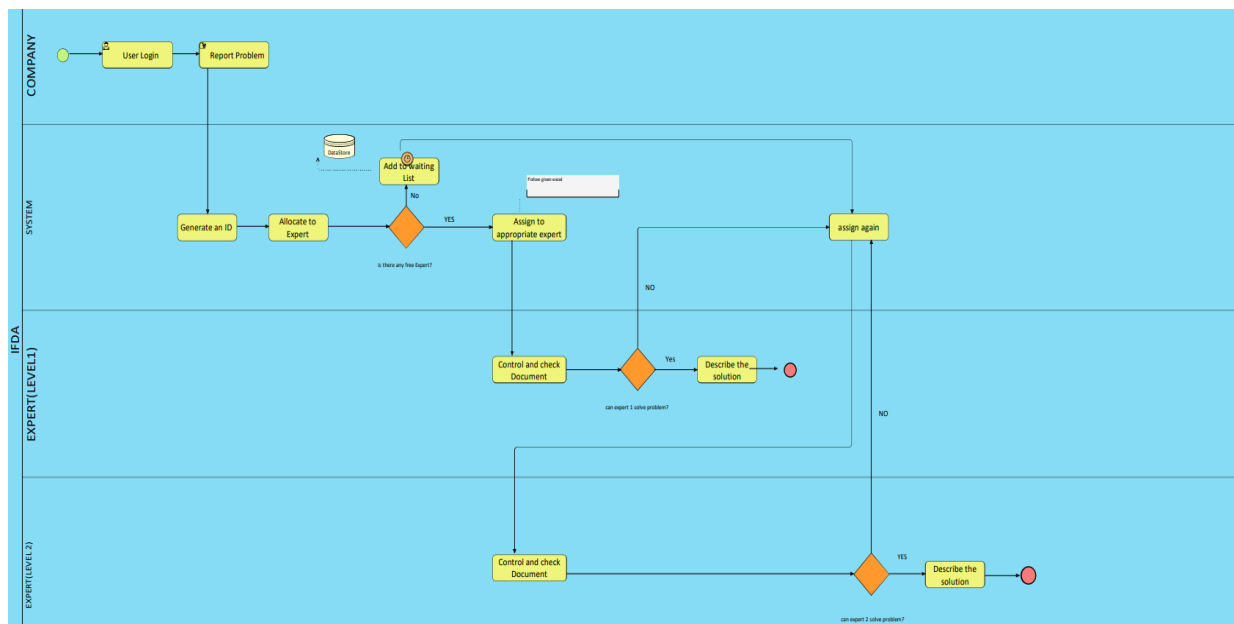 IFDA
COMPANY
User Login
Report Problem
SYSTEM
DataStore
A
Add to waiting
List
No
Generate an ID
Allocate to
Expert
is there any free Expert?
YES
Assign to
appropriate expert
assign again
NO
EXPERT(LEVEL1)
Control and check
Document
can expert 1 solve problem?
Yes
Describe the
solution
EXPERT(LEVEL 2)
Control and check
Document
can expert 2 solve problem?
NO
YES
Describe the
solution